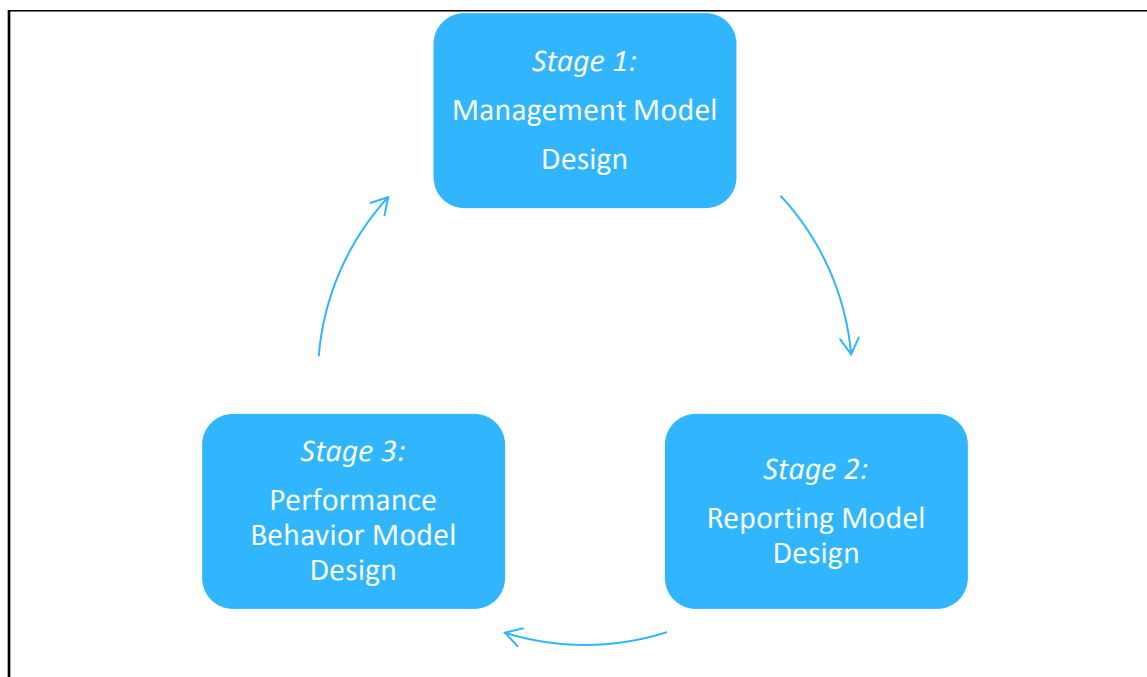 Stage 1:
Management Model
Design
Stage 3:
Performance
Behavior Model
Design
Stage 2:
Reporting Model
Design